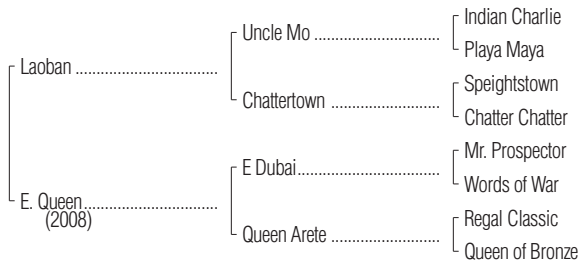 Indian Charlie
Uncle Mo ....................................
Playa Maya
Laoban .........................................
Speightstown
Chattertown ................................
Chatter Chatter
Mr. Prospector
E Dubai.........................................
Words of War
E. Queen.......................................
(2008)
Regal Classic
Queen Arete ................................
Queen of Bronze